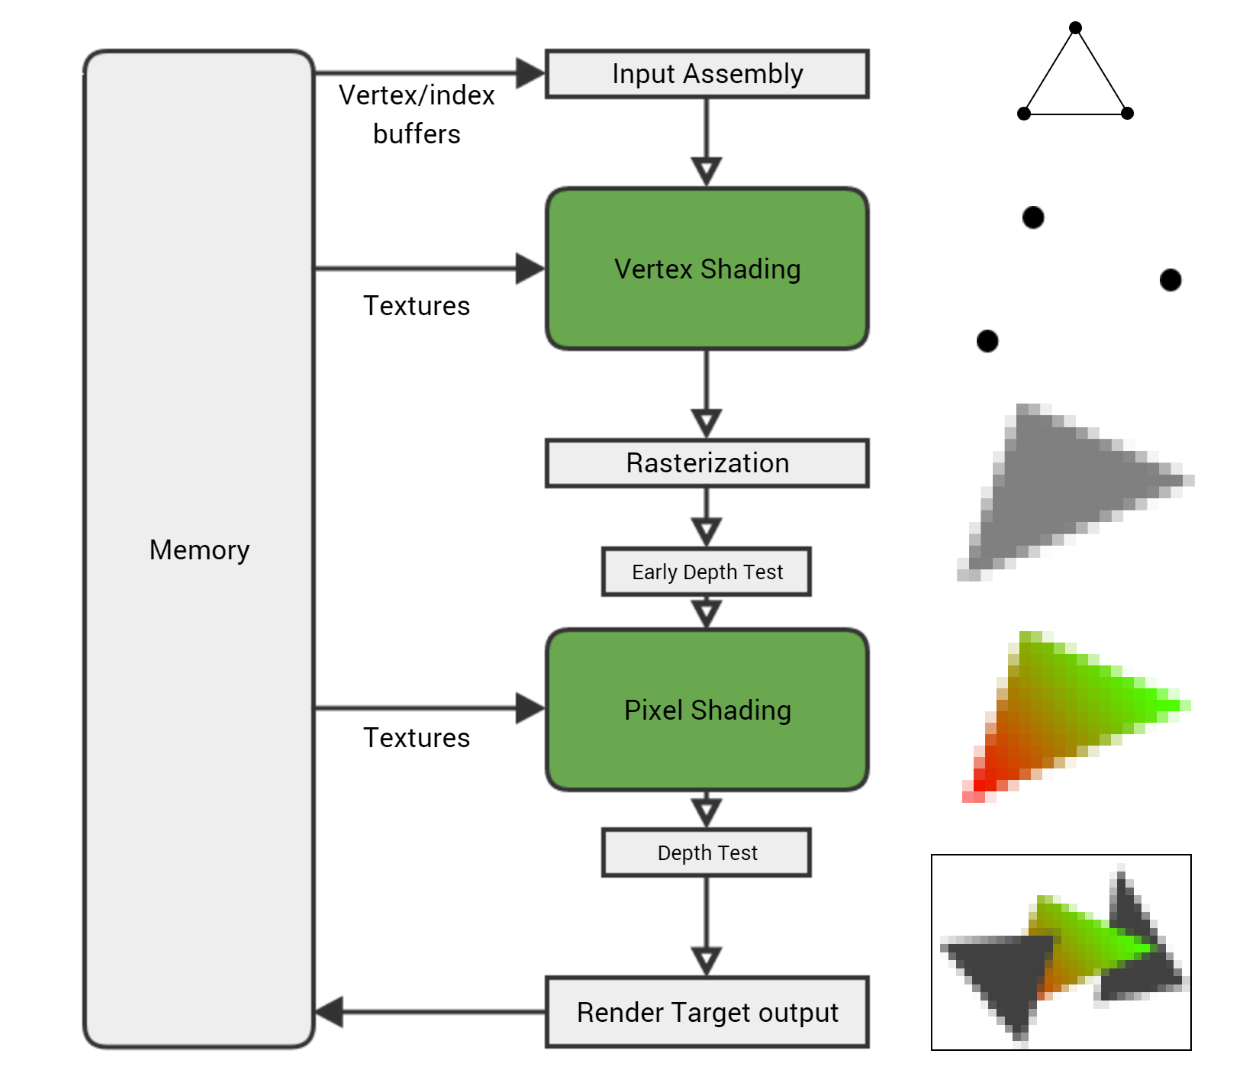 Input Assembly
Vertex/index
buffers
Vertex Shading
Textures
Rasterization
Memory
Early Depth Test
Pixel Shading
Textures
Depth Test
Render Target output